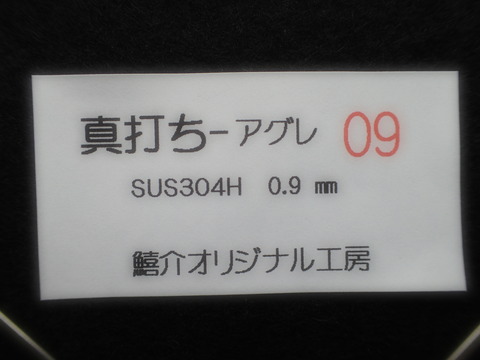 真打ち-アグレ 09
SUS304H 0.9 mm
鱚介オリジナル工房